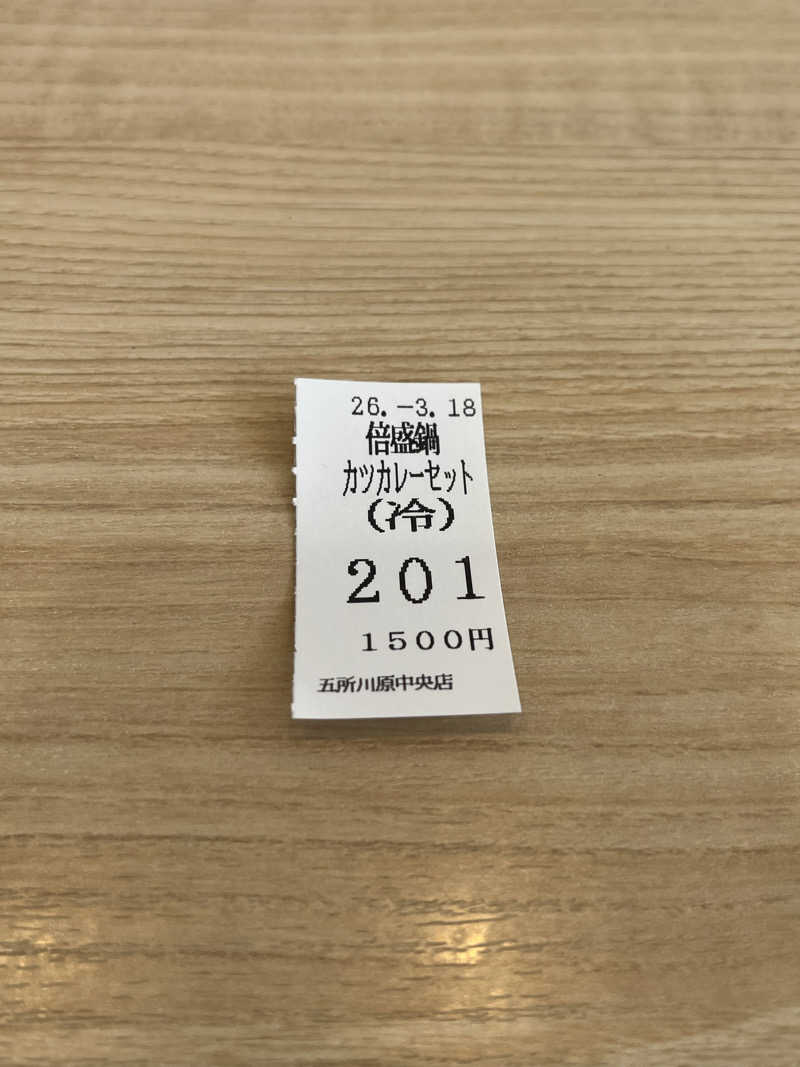 26.-3.18
倍盛鍋
カツカレーセット
(冷)
201
1500円
五所川原中央店